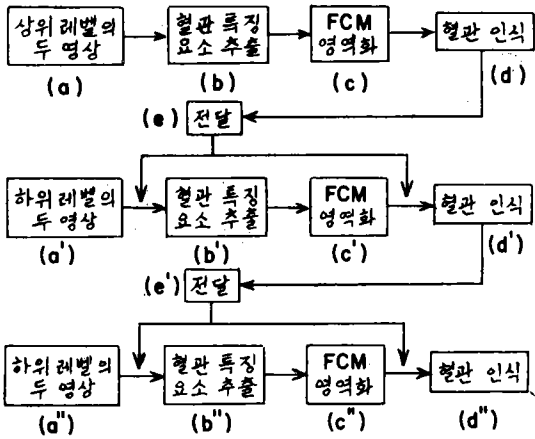 상위 레벨의
두 영상
혈관 특징
요소 추출
FCM
영역화
혈관 인식
(a)
(b)
(c)
(d)
(e)
전달
하위 레벨의
두 영상
혈관 특징
요소 추출
FCM
영역화
혈관 인식
(a')
(b')
(c')
(d')
(e')
전달
하위 레벨의
두 영상
혈관 특징
요소 추출
FCM
영역화
혈관 인식
(a'')
(b'')
(c'')
(d'')